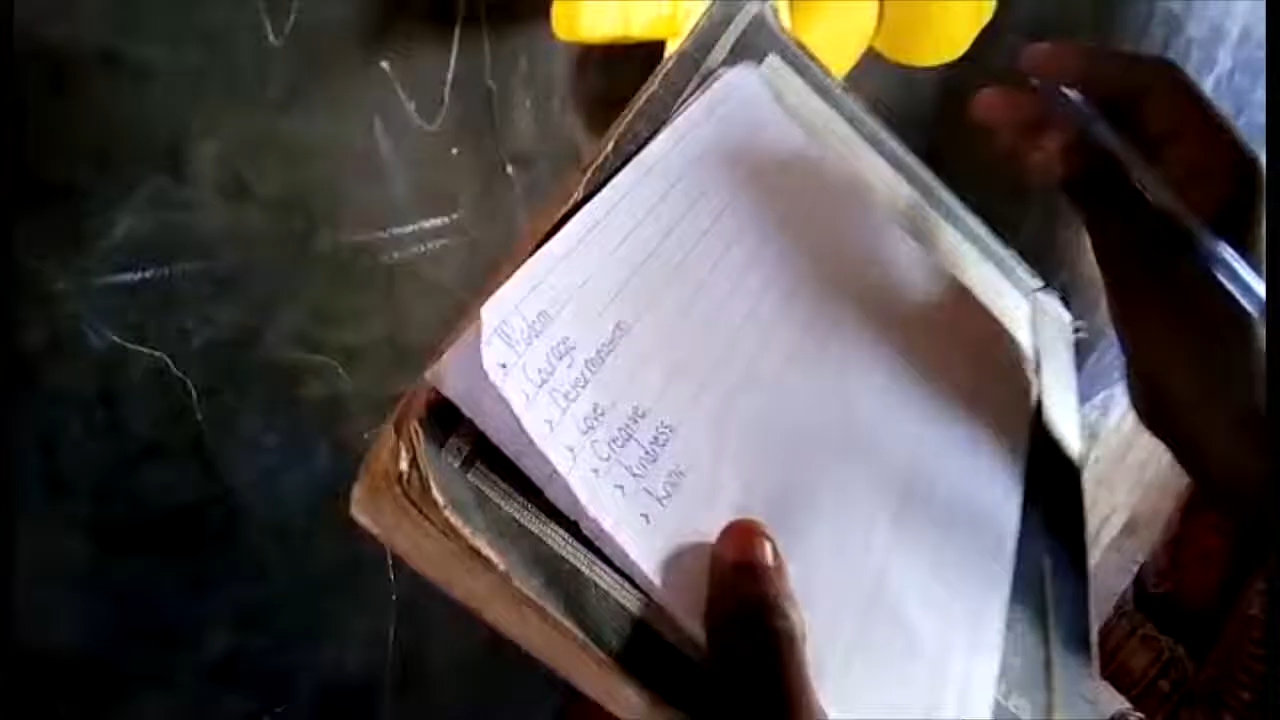 > Wisdom
> Courage
> Determination
> Love
> Creative
> Kindness